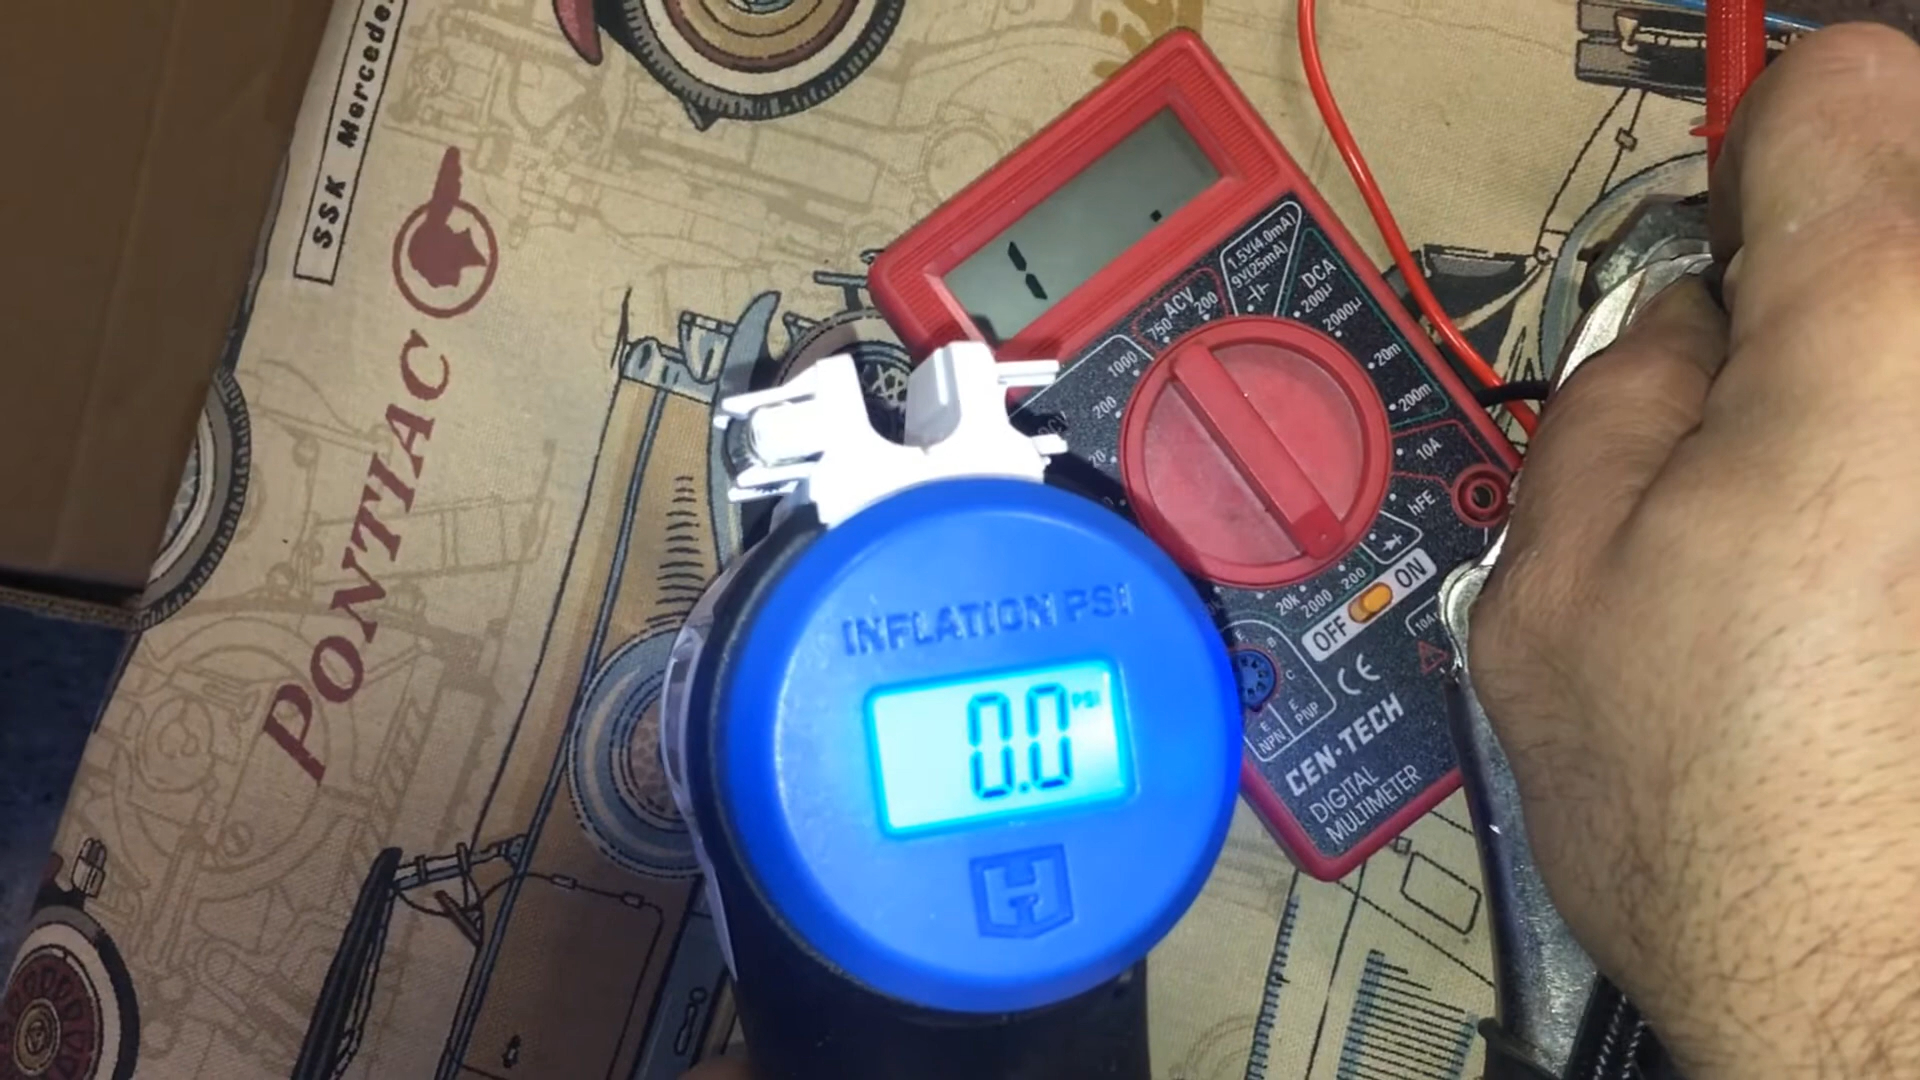 SSK Mercede
PONTIAC
1 .
1.5V(4.0mA)
9V(25mA)
DCA
200µ
2000µ
20m
200m
10A
hFE
ACV
200
750
1000
200
20
200
2000
20k
OFF
ON
10A
E
B
C
E
NPN
E
PNP
CE
CEN-TECH
DIGITAL
MULTIMETER
INFLATION PSI
0.0 PSI
H